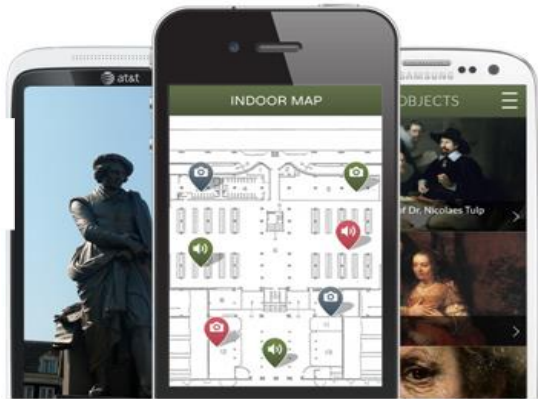 at&t
SAMSUNG
INDOOR MAP
OBJECTS
of Dr. Nicolaes Tulp